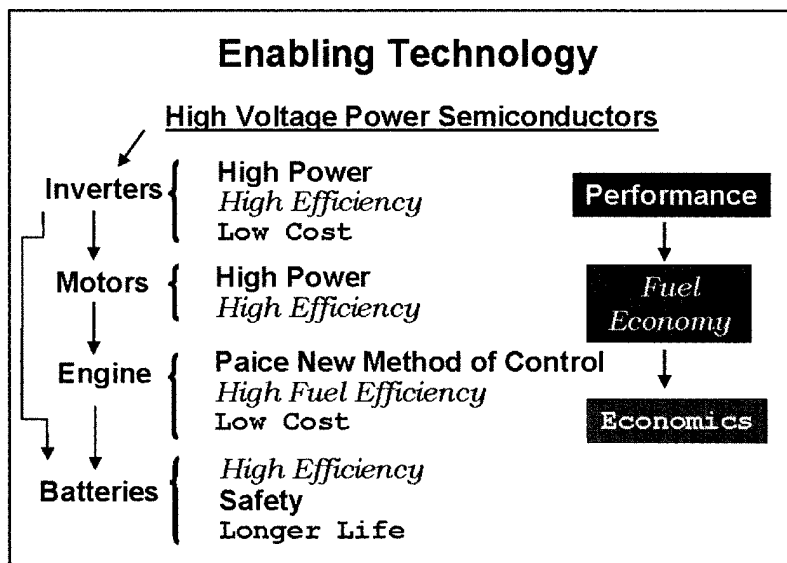 Enabling Technology
High Voltage Power Semiconductors
Inverters
High Power
High Efficiency
Low Cost
Motors
High Power
High Efficiency
Engine
Paice New Method of Control
High Fuel Efficiency
Low Cost
Batteries
High Efficiency
Safety
Longer Life
Performance
Fuel
Economy
Economics